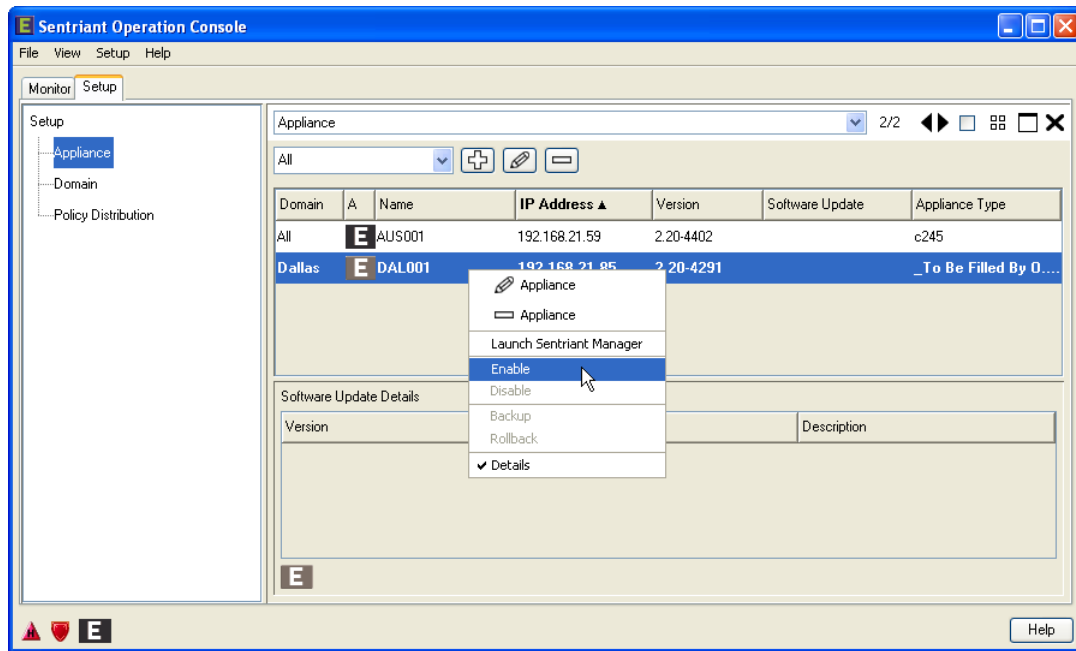 E Sentriant Operation Console
File View Setup Help
Monitor Setup
Setup
Appliance
Domain
Policy Distribution
Appliance 2/2
All
Domain A Name IP Address ▲ Version Software Update Appliance Type
All E AUS001 192.168.21.59 2.20-4402 c245
Dallas E DAL001 192.168.21.85 2.20-4291 _To Be Filled By O....
Appliance
Appliance
Launch Sentriant Manager
Enable
Disable
Backup
Rollback
✔ Details
Software Update Details
Version Description
E
H E Help